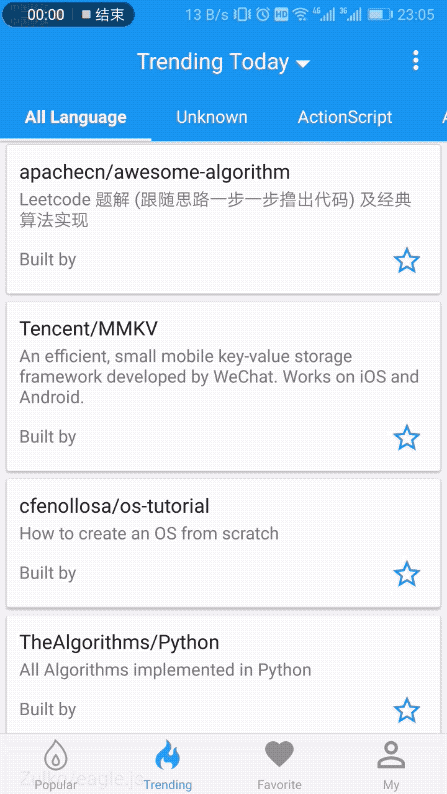 00:00 结束 13 B/s HD 4G 3G 23:05
Trending Today
All Language Unknown ActionScript A
apachecn/awesome-algorithm
Leetcode 题解 (跟随思路一步一步撸出代码) 及经典
算法实现
Built by
Tencent/MMKV
An efficient, small mobile key-value storage
framework developed by WeChat. Works on iOS and
Android.
Built by
cfenollosa/os-tutorial
How to create an OS from scratch
Built by
TheAlgorithms/Python
All Algorithms implemented in Python
Built by
Popular Trending Favorite My